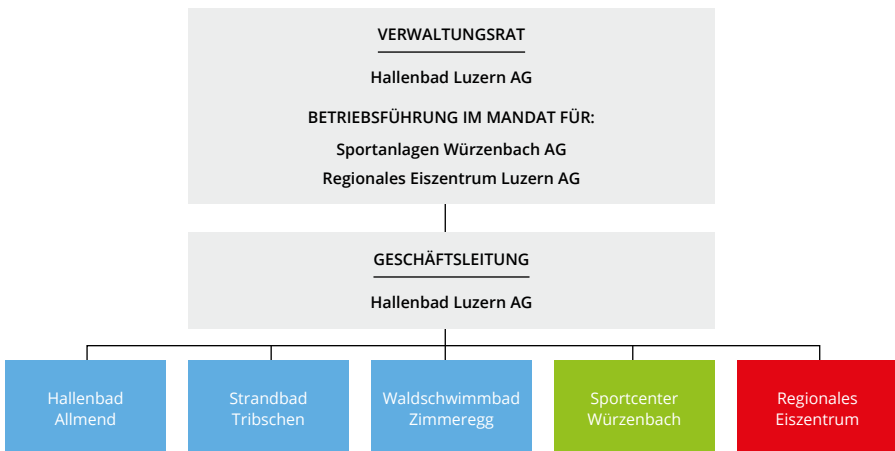 VERWALTUNGSRAT
Hallenbad Luzern AG
BETRIEBSFÜHRUNG IM MANDAT FÜR:
Sportanlagen Würzenbach AG
Regionales Eiszentrum Luzern AG
GESCHÄFTSLEITUNG
Hallenbad Luzern AG
Hallenbad
Allmend
Strandbad
Tribschen
Waldschwimmbad
Zimmeregg
Sportcenter
Würzenbach
Regionales
Eiszentrum